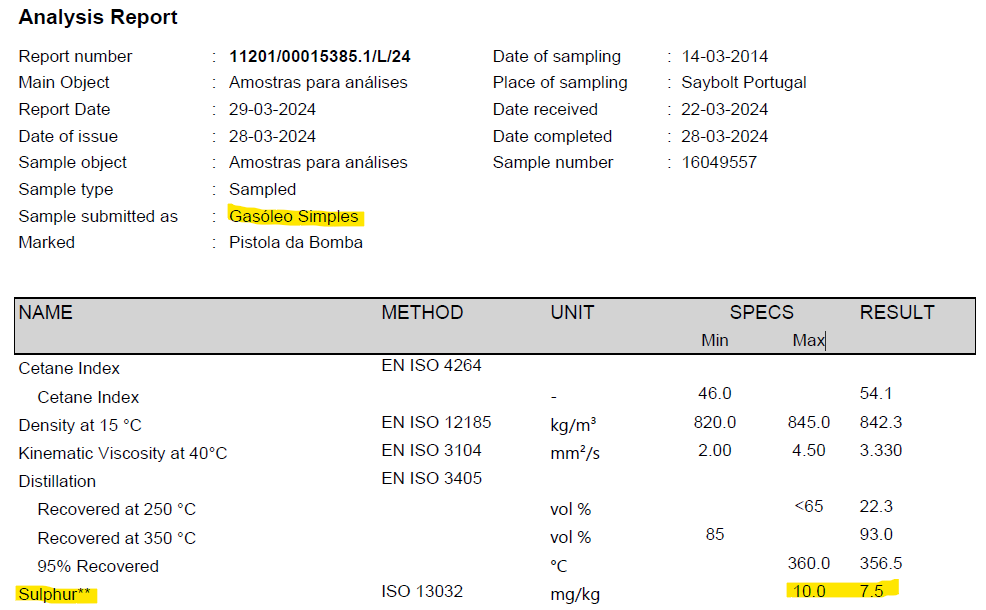 Analysis Report
Report number : 11201/00015385.1/L/24 Date of sampling : 14-03-2014
Main Object : Amostras para análises Place of sampling : Saybolt Portugal
Report Date : 29-03-2024 Date received : 22-03-2024
Date of issue : 28-03-2024 Date completed : 28-03-2024
Sample object : Amostras para análises Sample number : 16049557
Sample type : Sampled
Sample submitted as : Gasóleo Simples
Marked : Pistola da Bomba
NAME METHOD UNIT SPECS RESULT
Min Max
Cetane Index EN ISO 4264
Cetane Index - 46.0 54.1
Density at 15 °C EN ISO 12185 kg/m³ 820.0 845.0 842.3
Kinematic Viscosity at 40°C EN ISO 3104 mm²/s 2.00 4.50 3.330
Distillation EN ISO 3405
Recovered at 250 °C vol % <65 22.3
Recovered at 350 °C vol % 85 93.0
95% Recovered °C 360.0 356.5
Sulphur** ISO 13032 mg/kg 10.0 7.5